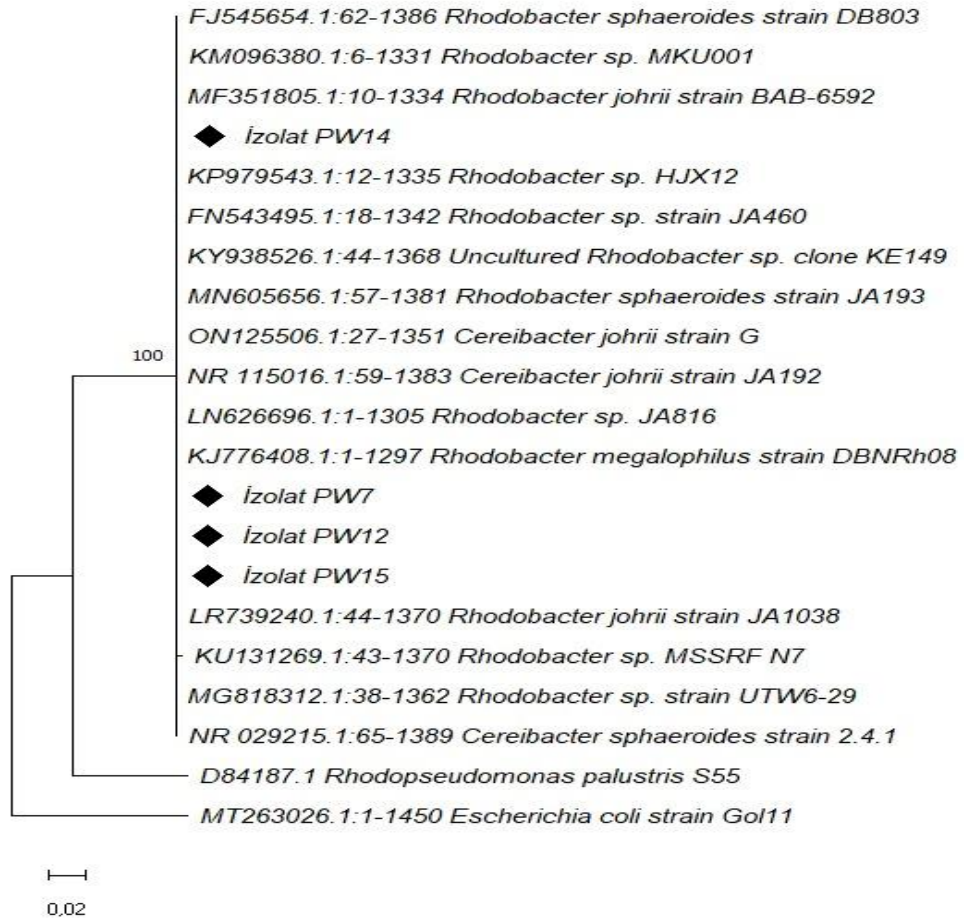 FJ545654.1:62-1386 Rhodobacter sphaeroides strain DB803
KM096380.1:6-1331 Rhodobacter sp. MKU001
MF351805.1:10-1334 Rhodobacter johrii strain BAB-6592
İzolat PW14
KP979543.1:12-1335 Rhodobacter sp. HJX12
FN543495.1:18-1342 Rhodobacter sp. strain JA460
KY938526.1:44-1368 Uncultured Rhodobacter sp. clone KE149
MN605656.1:57-1381 Rhodobacter sphaeroides strain JA193
ON125506.1:27-1351 Cereibacter johrii strain G
100
NR 115016.1:59-1383 Cereibacter johrii strain JA192
LN626696.1:1-1305 Rhodobacter sp. JA816
KJ776408.1:1-1297 Rhodobacter megalophilus strain DBNRh08
İzolat PW7
İzolat PW12
İzolat PW15
LR739240.1:44-1370 Rhodobacter johrii strain JA1038
KU131269.1:43-1370 Rhodobacter sp. MSSRF N7
MG818312.1:38-1362 Rhodobacter sp. strain UTW6-29
NR 029215.1:65-1389 Cereibacter sphaeroides strain 2.4.1
D84187.1 Rhodopseudomonas palustris S55
MT263026.1:1-1450 Escherichia coli strain Gol11
0,02